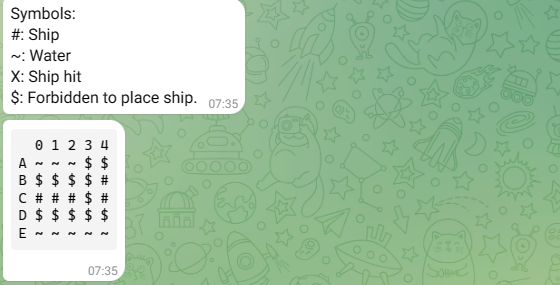 Symbols:
#: Ship
~: Water
X: Ship hit
$: Forbidden to place ship.
07:35
0 1 2 3 4
A ~ ~ ~ $ $
B $ $ $ $ #
C # # # $ #
D $ $ $ $ $
E ~ ~ ~ ~ ~
07:35